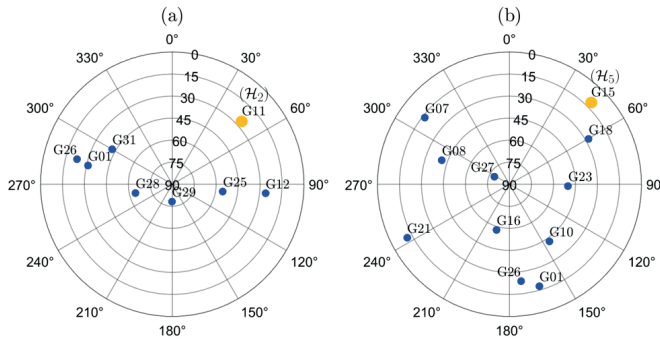 (a)
0°
30°
60°
90°
120°
150°
180°
210°
240°
270°
300°
330°
0
15
30
45
60
75
90
(ℋ₂)
G11
G31
G26
G01
G28
G29
G25
G12
(b)
0°
30°
60°
90
120°
150°
180°
210°
240°
270°
300°
330°
0
15
30
45
60
75
90
(ℋ₅)
G15
G07
G18
G08
G27
G23
G16
G21
G10
G26
G01